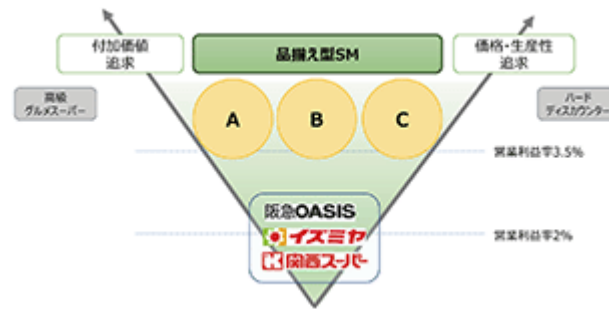 付加価値
追求
品揃え型SM
価格・生産性
追求
高級
グルメスーパー
ハード
ディスカウンター
A
B
C
営業利益率3.5%
阪急OASIS
イズミヤ
営業利益率2%
K関西スーパー